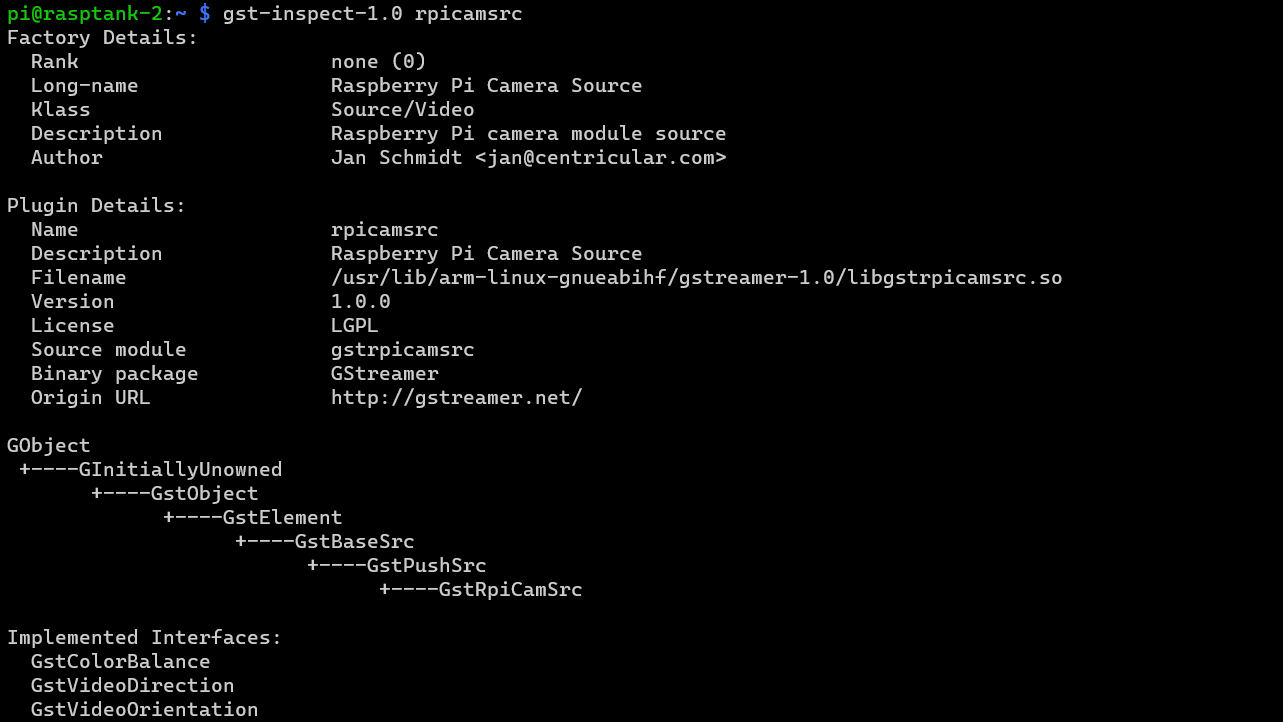 pi@rasptank-2:~ $ gst-inspect-1.0 rpicamsrc
Factory Details:
  Rank                     none (0)
  Long-name                Raspberry Pi Camera Source
  Klass                    Source/Video
  Description              Raspberry Pi camera module source
  Author                   Jan Schmidt <jan@centricular.com>

Plugin Details:
  Name                     rpicamsrc
  Description              Raspberry Pi Camera Source
  Filename                 /usr/lib/arm-linux-gnueabihf/gstreamer-1.0/libgstrpicamsrc.so
  Version                  1.0.0
  License                  LGPL
  Source module            gstrpicamsrc
  Binary package           GStreamer
  Origin URL               http://gstreamer.net/

GObject
 +----GInitiallyUnowned
       +----GstObject
             +----GstElement
                   +----GstBaseSrc
                         +----GstPushSrc
                               +----GstRpiCamSrc

Implemented Interfaces:
  GstColorBalance
  GstVideoDirection
  GstVideoOrientation